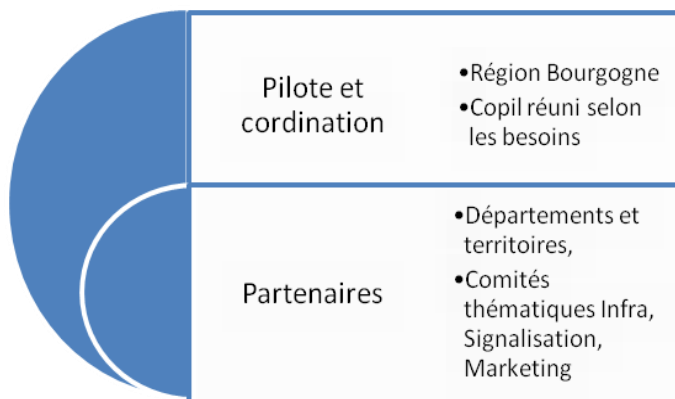 Pilote et
cordination
•Région Bourgogne
•Copil réuni selon
les besoins
Partenaires
•Départements et
territoires,
•Comités
thématiques Infra,
Signalisation,
Marketing